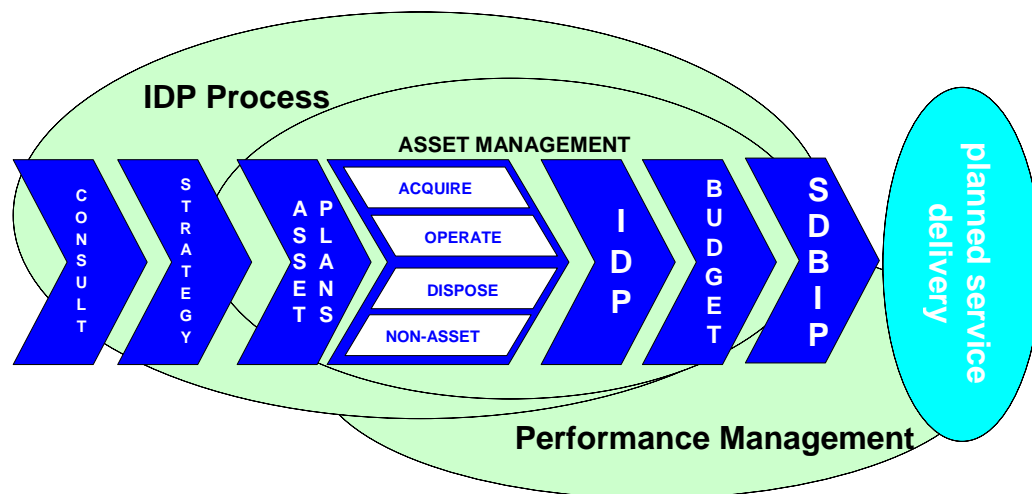 IDP Process
ASSET MANAGEMENT
CONSULT
STRATEGY
ASSET
PLANS
ACQUIRE
OPERATE
DISPOSE
NON-ASSET
IDP
BUDGET
SDBIP
planned service
delivery
Performance Management